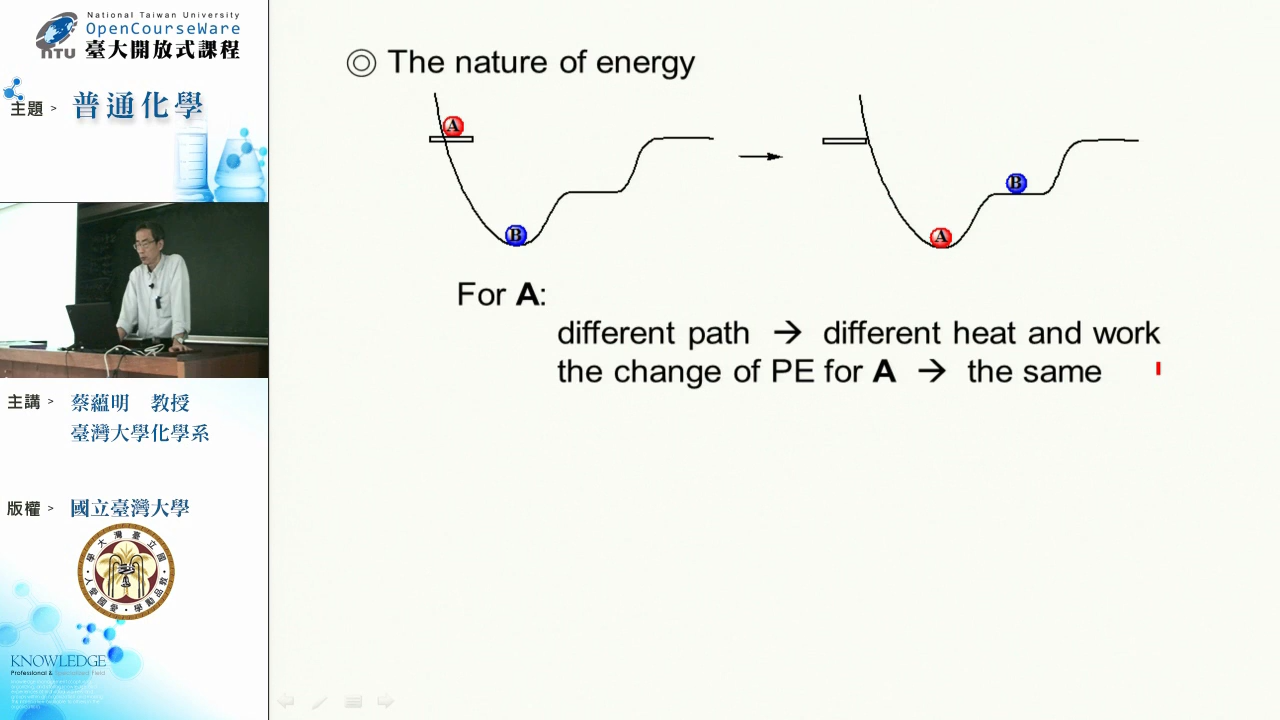 National Taiwan University
OpenCourseWare
NTU 臺大開放式課程
主題 > 普通化學
主講 > 蔡蘊明 教授
臺灣大學化學系
版權 > 國立臺灣大學
KNOWLEDGE
Professional &
◎ The nature of energy
A
B
B
A
For A:
different path → different heat and work
the change of PE for A → the same